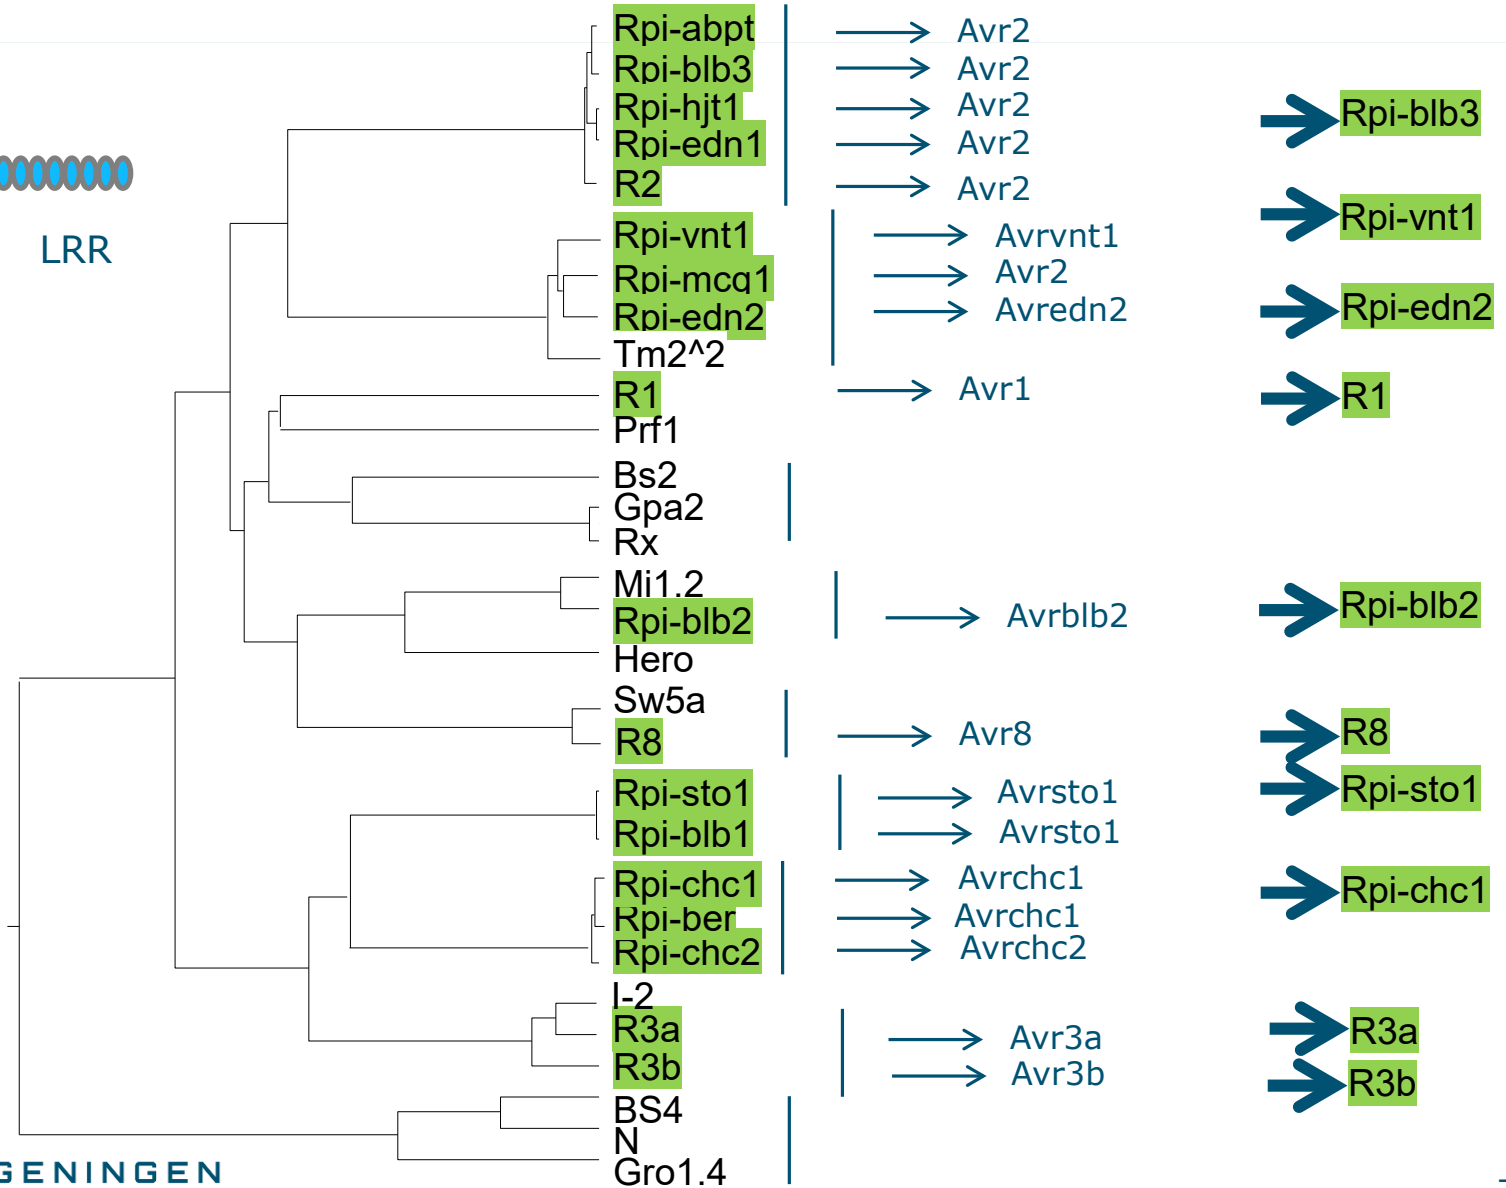 Rpi-abpt Avr2
Rpi-blb3 Avr2
Rpi-hjt1 Avr2 Rpi-blb3
Rpi-edn1 Avr2
R2 Avr2
LRR
Rpi-vnt1 Avrvnt1 Rpi-vnt1
Rpi-mcq1 Avr2
Rpi-edn2 Avredn2 Rpi-edn2
Tm2^2
R1 Avr1 R1
Prf1
Bs2
Gpa2
Rx
Mi1.2
Rpi-blb2 Avrblb2 Rpi-blb2
Hero
Sw5a
R8 Avr8 R8
Rpi-sto1 Avrsto1 Rpi-sto1
Rpi-blb1 Avrsto1
Rpi-chc1 Avrchc1 Rpi-chc1
Rpi-ber Avrchc1
Rpi-chc2 Avrchc2
I-2
R3a Avr3a R3a
R3b Avr3b R3b
BS4
N
Gro1.4
GENINGEN